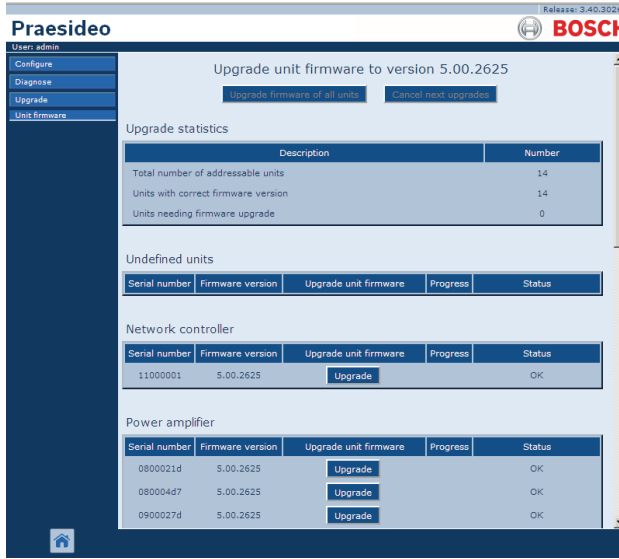 Release: 3.40.302
Praesideo
BOSCH
User: admin
Configure
Diagnose
Upgrade
Unit firmware
Upgrade unit firmware to version 5.00.2625
Upgrade firmware of all units Cancel next upgrades
Upgrade statistics
Description Number
Total number of addressable units 14
Units with correct firmware version 14
Units needing firmware upgrade 0
Undefined units
Serial number Firmware version Upgrade unit firmware Progress Status
Network controller
Serial number Firmware version Upgrade unit firmware Progress Status
11000001 5.00.2625 Upgrade OK
Power amplifier
Serial number Firmware version Upgrade unit firmware Progress Status
0800021d 5.00.2625 Upgrade OK
080004d7 5.00.2625 Upgrade OK
0900027d 5.00.2625 Upgrade OK